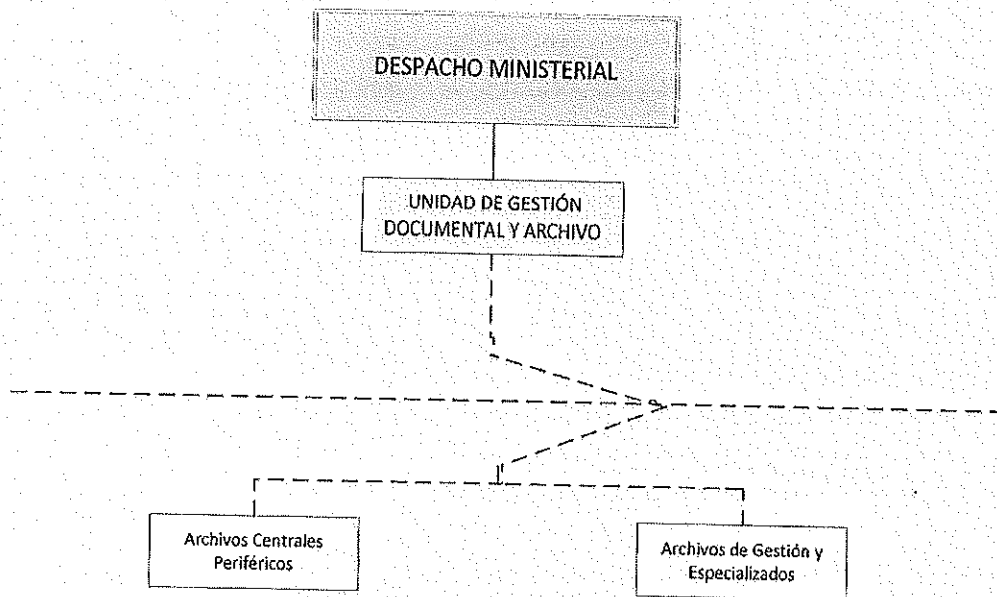 DESPACHO MINISTERIAL
UNIDAD DE GESTIÓN
DOCUMENTAL Y ARCHIVO
Archivos Centrales
Periféricos
Archivos de Gestión y
Especializados